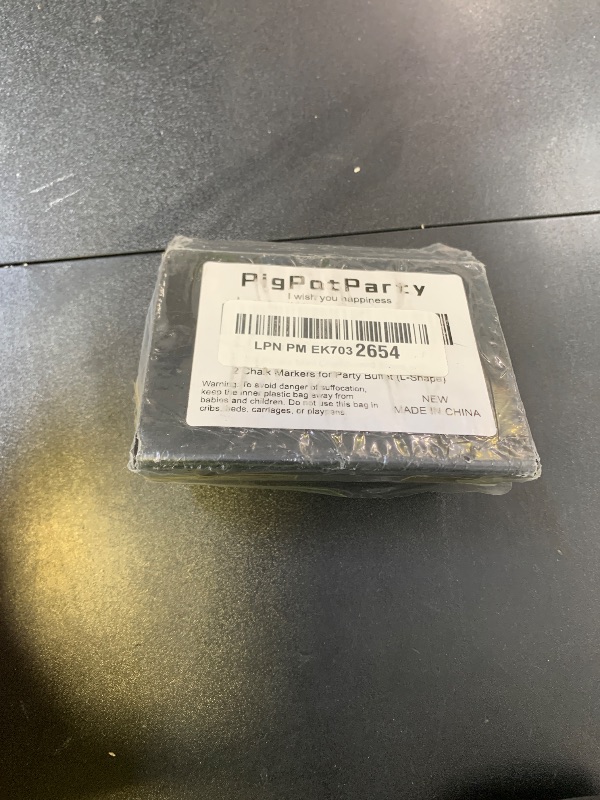 PigPotParty
I wish you happiness
LPN PM EK703 2654
2 Chalk Markers for Party Buffet (L-Shape)
Warning: To avoid danger of suffocation,
keep the inner plastic bag away from
babies and children. Do not use this bag in
cribs, beds, carriages, or playpens.
NEW
MADE IN CHINA